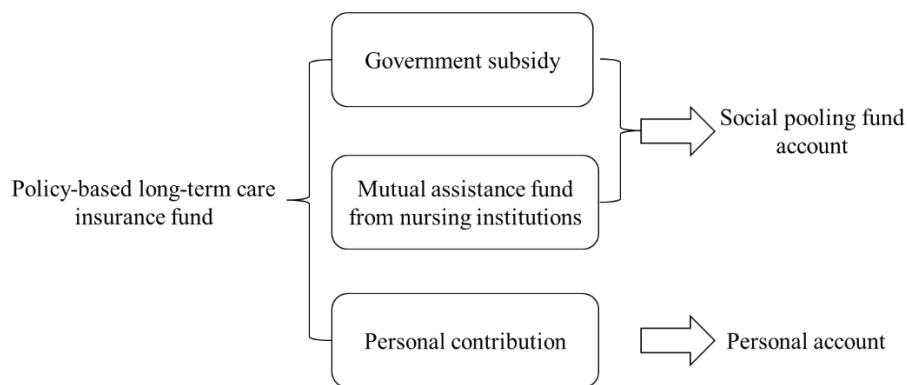 Policy-based long-term care
insurance fund
Government subsidy
Mutual assistance fund
from nursing institutions
Personal contribution
Social pooling fund
account
Personal account